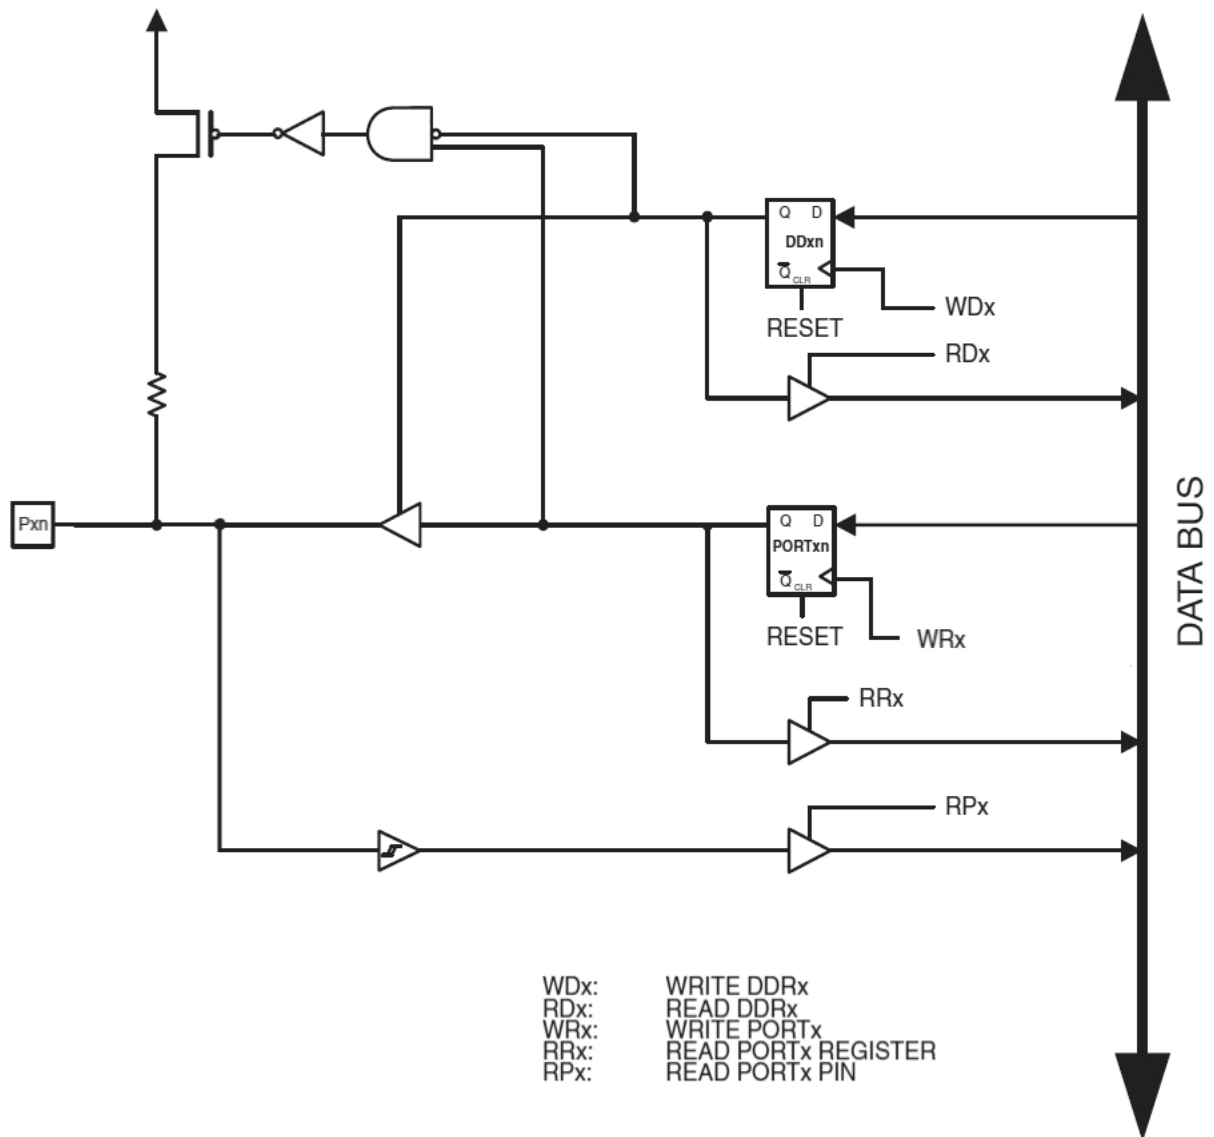 Q D
DDxn
Q CLR
RESET
WDx
RDx
Pxn
Q D
PORTxn
Q CLR
RESET
WRx
RRx
RPx
DATA BUS
WDx: WRITE DDRx
RDx: READ DDRx
WRx: WRITE PORTx
RRx: READ PORTx REGISTER
RPx: READ PORTx PIN